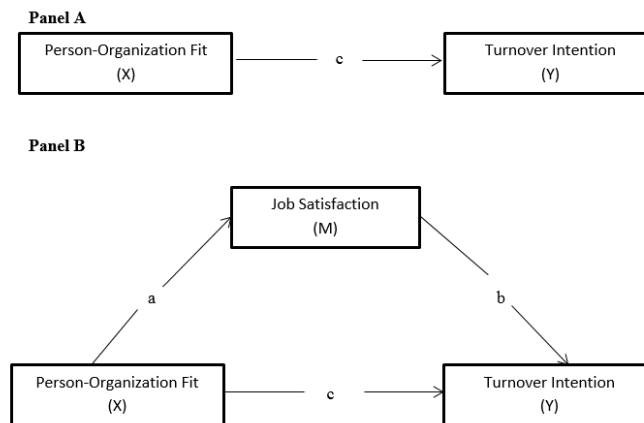 Panel A
Person-Organization Fit
(X)
c
Turnover Intention
(Y)
Panel B
Job Satisfaction
(M)
a
b
Person-Organization Fit
(X)
c
Turnover Intention
(Y)